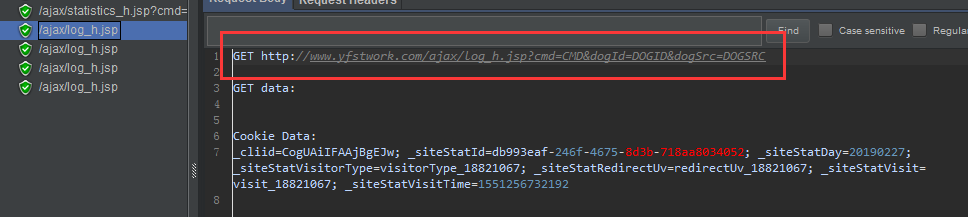 Request Body
Request Headers
/ajax/statistics_h.jsp?cmd=
/ajax/log_h.jsp
/ajax/log_h.jsp
/ajax/log_h.jsp
/ajax/log_h.jsp
Find
Case sensitive
Regula
1 GET http://www.yfstwork.com/ajax/log_h.jsp?cmd=CMD&dogId=DOGID&dogSrc=DOGSRC
2
3 GET data:
4
5
6 Cookie Data:
7 _cliid=CogUAiIFAAjBgEJw; _siteStatId=db993eaf-246f-4675-8d3b-718aa8034052; _siteStatDay=20190227;
_siteStatVisitorType=visitorType_18821067; _siteStatRedirectUv=redirectUv_18821067; _siteStatVisit=
visit_18821067; _siteStatVisitTime=1551256732192
8